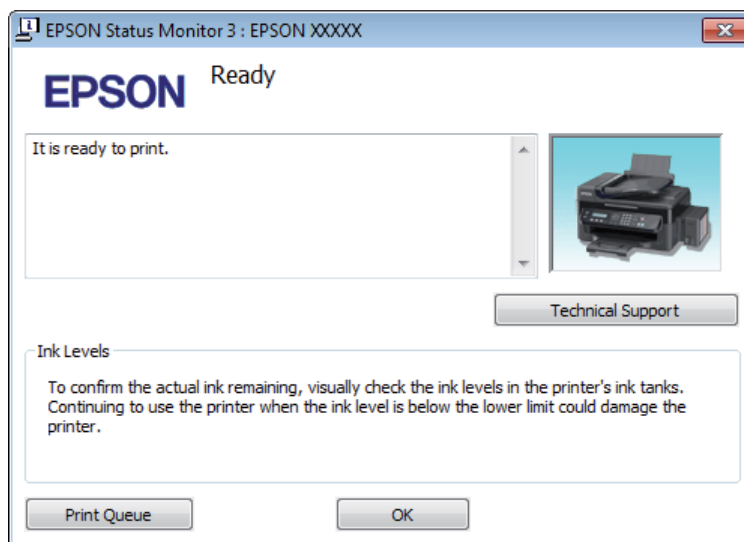 EPSON Status Monitor 3 : EPSON XXXXX
EPSON
Ready
It is ready to print.
Technical Support
Ink Levels
To confirm the actual ink remaining, visually check the ink levels in the printer's ink tanks.
Continuing to use the printer when the ink level is below the lower limit could damage the
printer.
Print Queue
OK